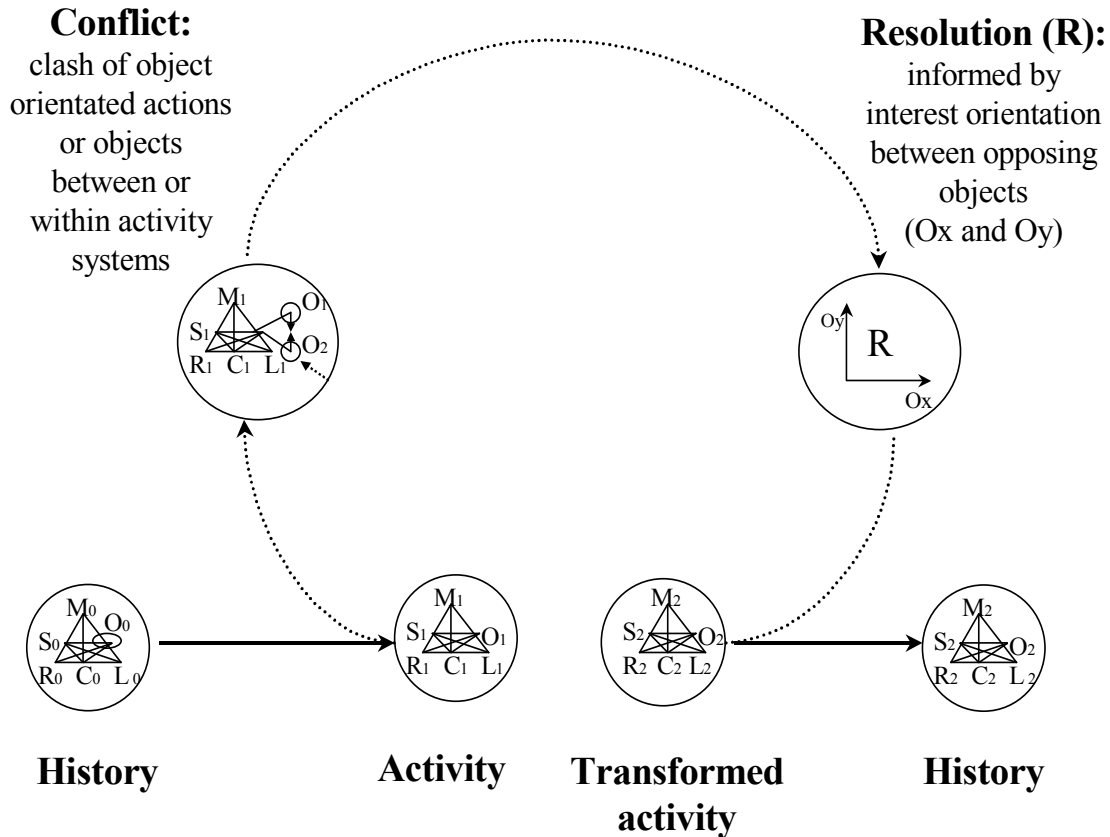 Conflict:
clash of object
orientated actions
or objects
between or
within activity
systems
Resolution (R):
informed by
interest orientation
between opposing
objects
(Ox and Oy)
M1
O1
S1
O2
R1 C1 L1
Oy
R
Ox
M0
O0
S0
R0 C0 L0
M1
S1 O1
R1 C1 L1
M2
S2 O2
R2 C2 L2
M2
S2 O2
R2 C2 L2
History
Activity
Transformed
activity
History